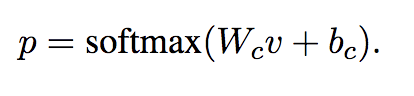 p = softmax(W_c v + b_c).